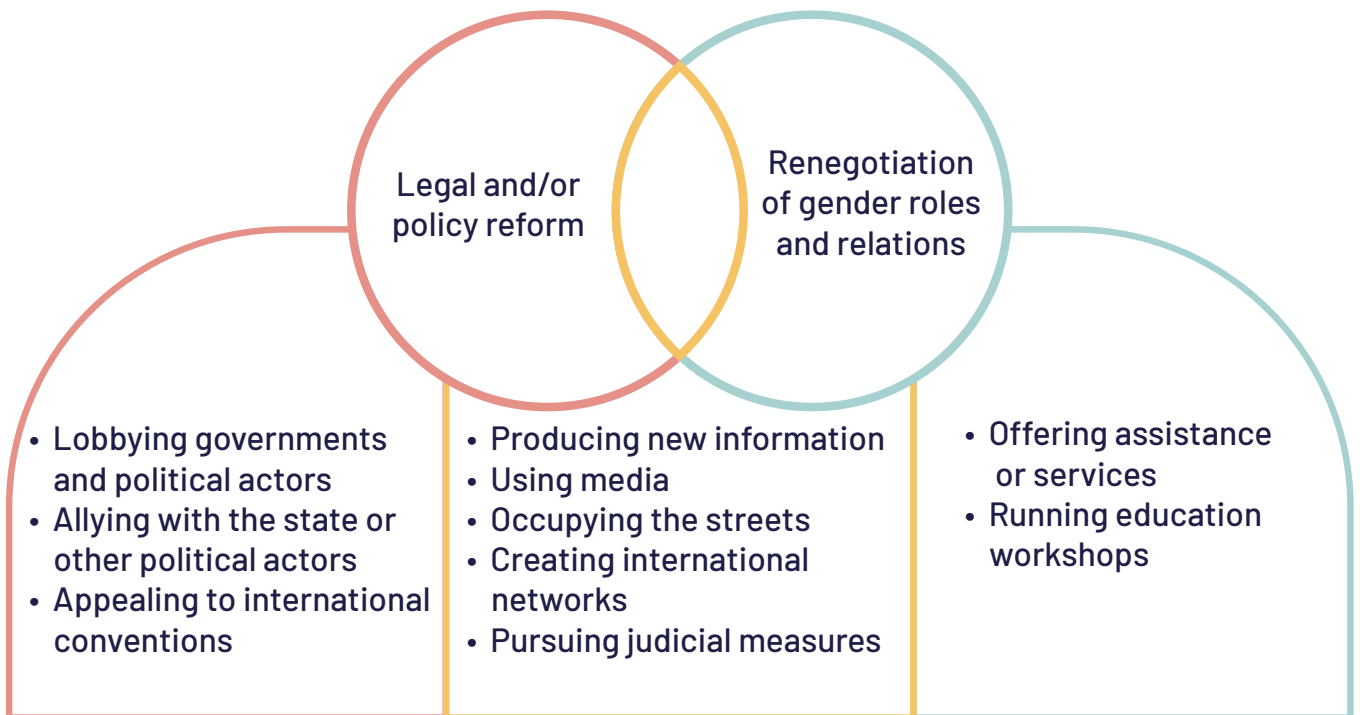 Legal and/or
policy reform
Renegotiation
of gender roles
and relations
• Lobbying governments
and political actors
• Allying with the state or
other political actors
• Appealing to international
conventions
• Producing new information
• Using media
• Occupying the streets
• Creating international
networks
• Pursuing judicial measures
• Offering assistance
or services
• Running education
workshops